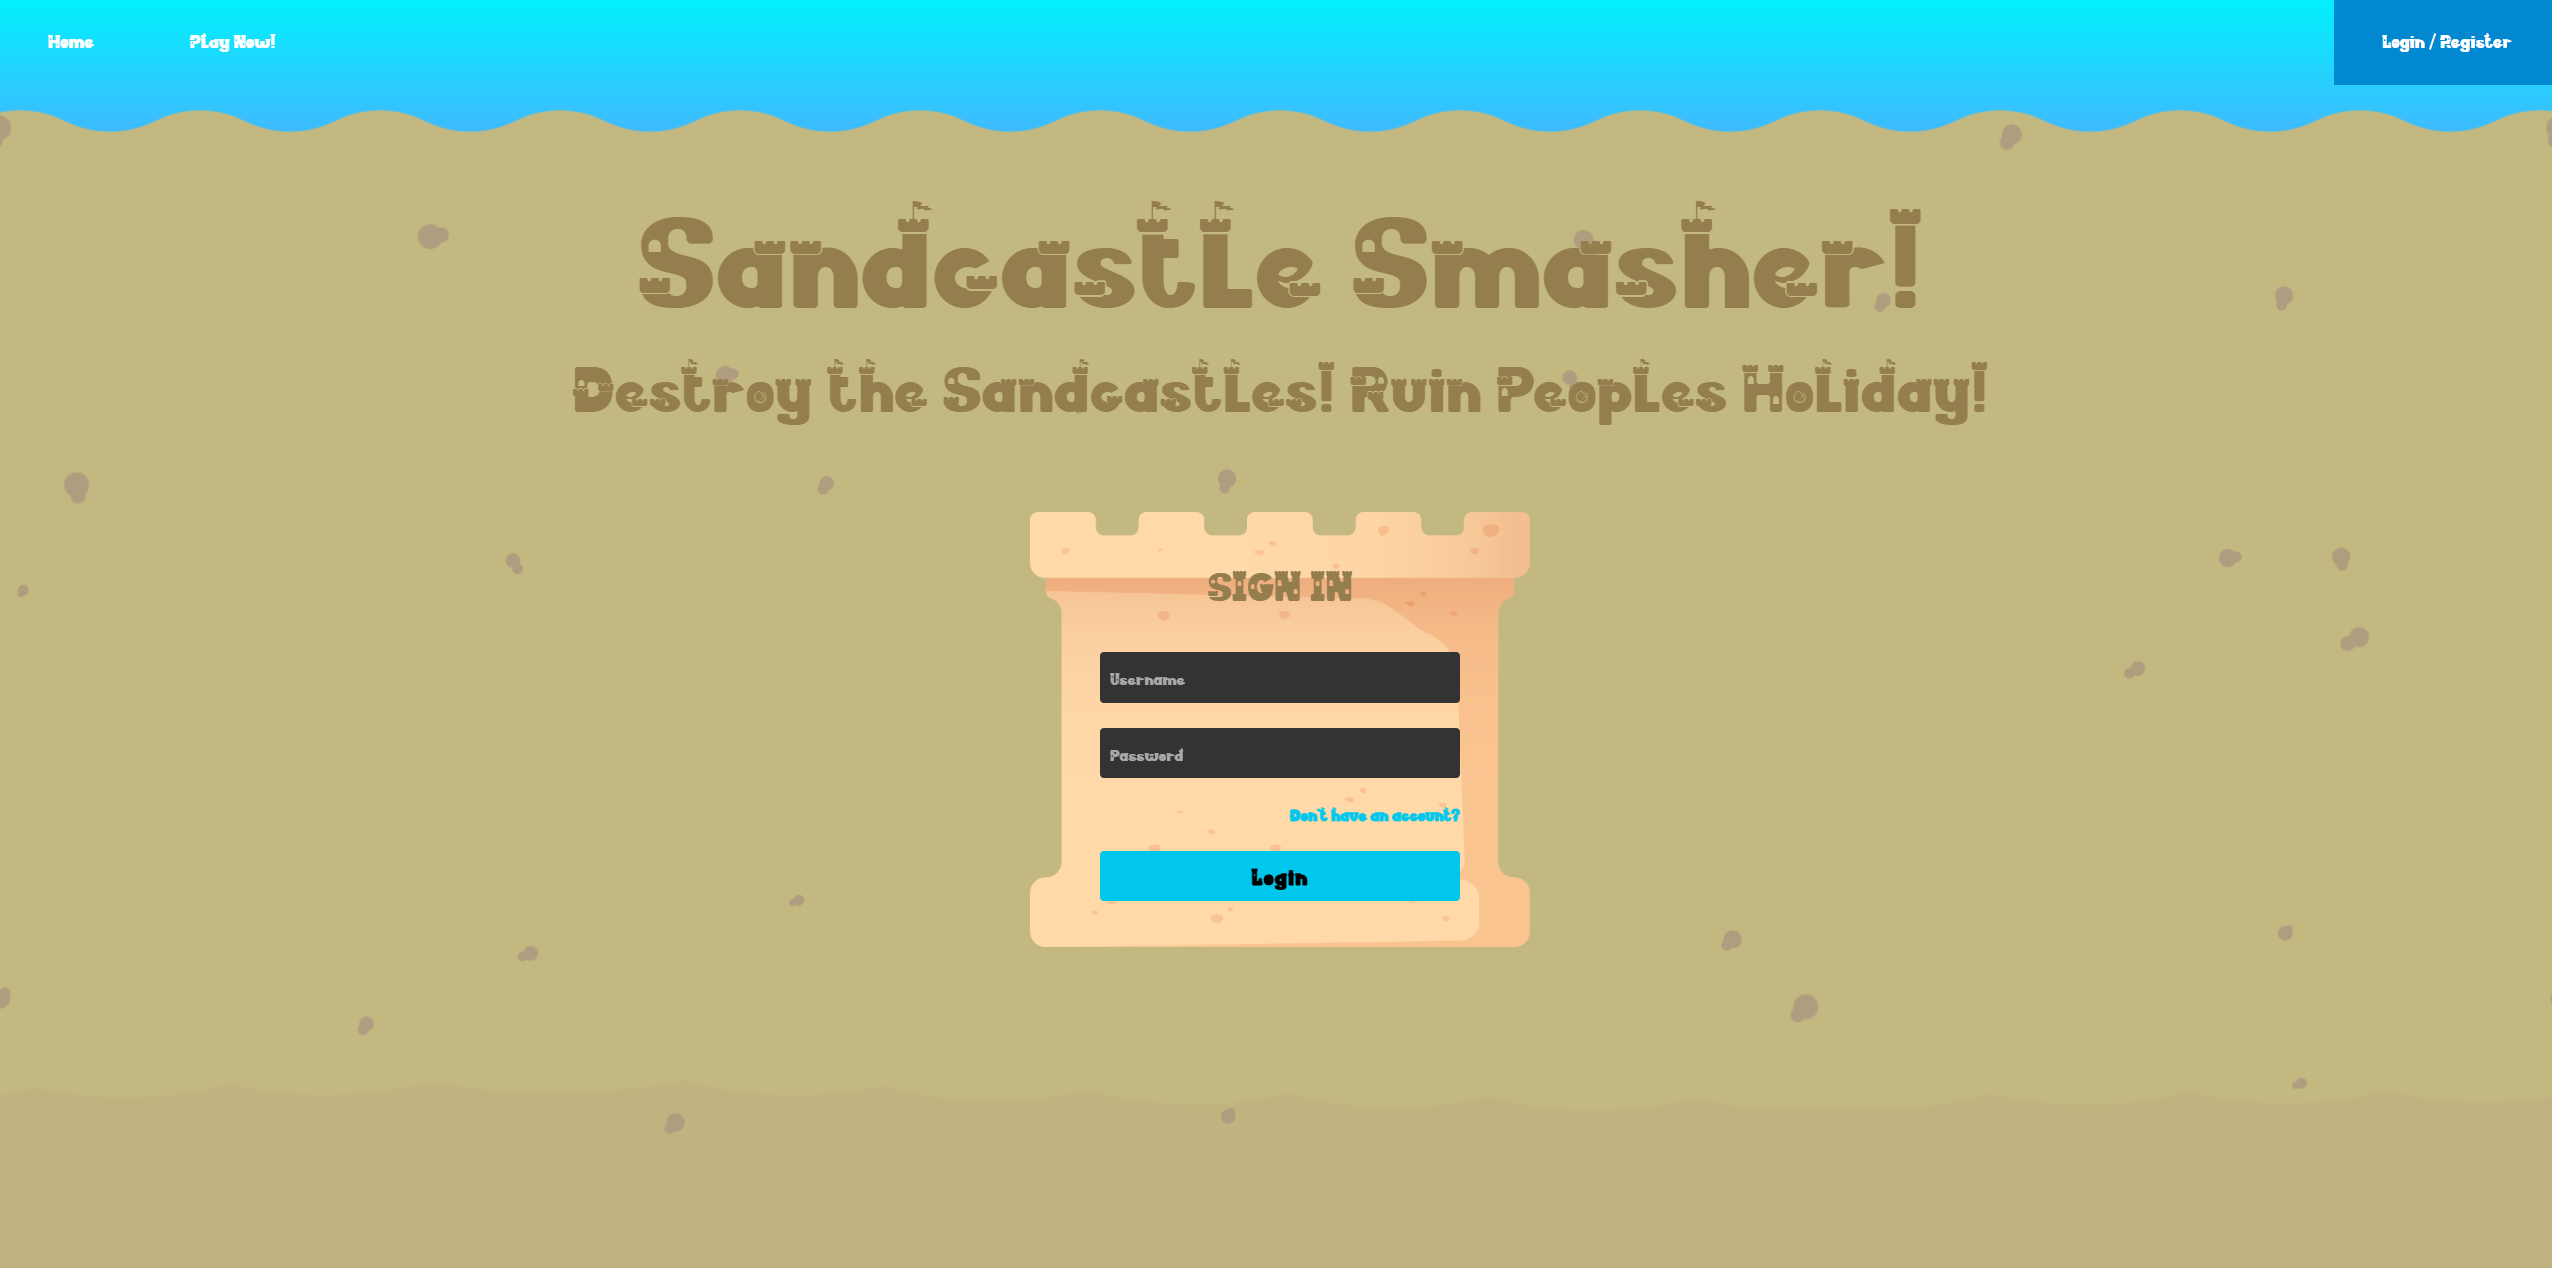 Home
Play Now!
Login / Register
Sandcastle Smasher!
Destroy the Sandcastles! Ruin Peoples Holiday!
SIGN IN
Username
Password
Don't have an account?
Login